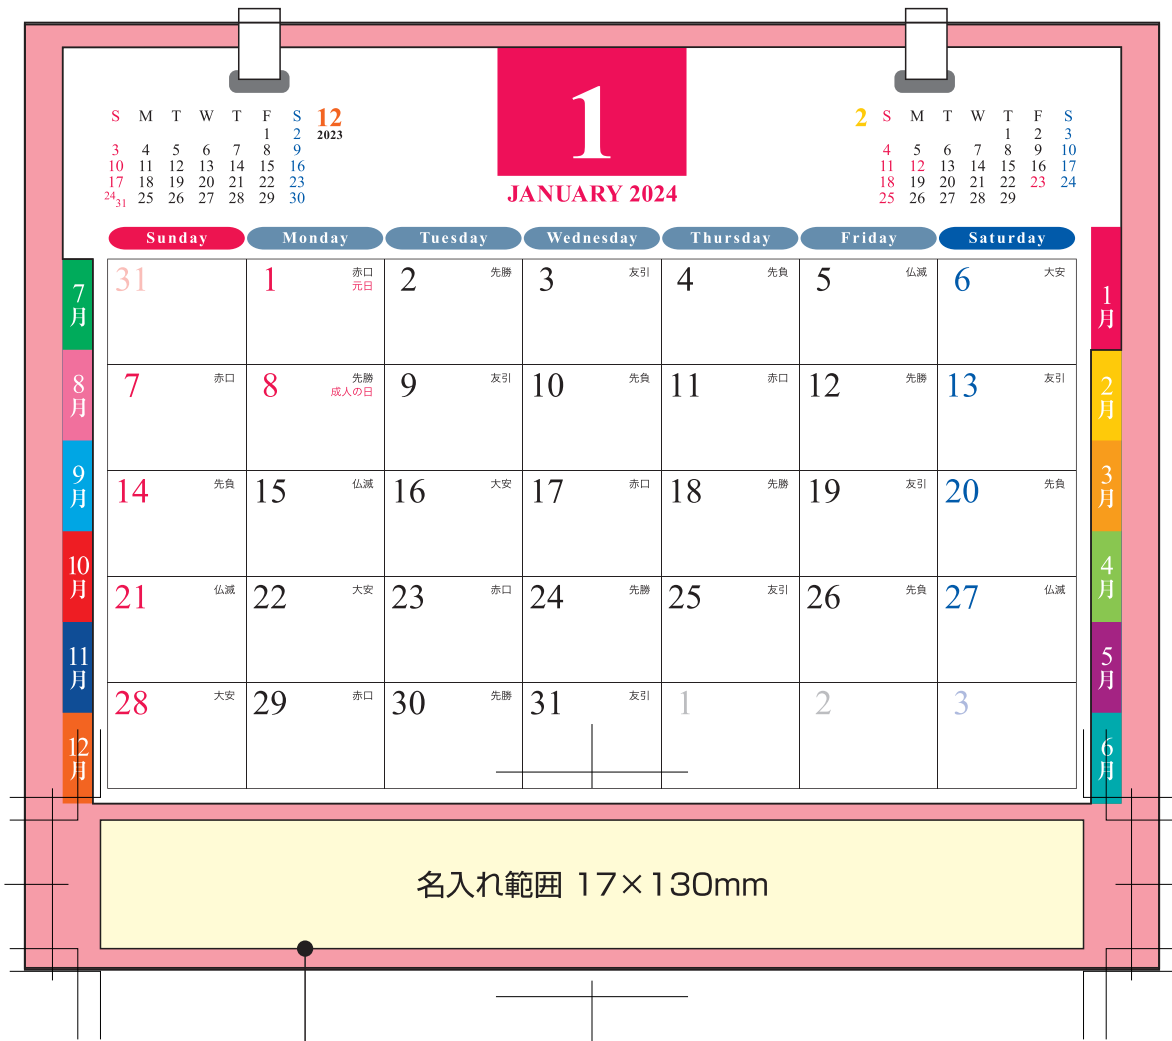 S M T W T F S 12
1 2 2023
3 4 5 6 7 8 9
10 11 12 13 14 15 16
17 18 19 20 21 22 23
24 31 25 26 27 28 29 30
1
JANUARY 2024
2 S M T W T F S
1 2 3
4 5 6 7 8 9 10
11 12 13 14 15 16 17
18 19 20 21 22 23 24
25 26 27 28 29
Sunday Monday Tuesday Wednesday Thursday Friday Saturday
31 1 赤口 2 先勝 3 友引 4 先負 5 仏滅 6 大安
元日
7 赤口 8 先勝 9 友引 10 先負 11 赤口 12 先勝 13 友引
成人の日
14 先負 15 仏滅 16 大安 17 赤口 18 先勝 19 友引 20 先負
21 仏滅 22 大安 23 赤口 24 先勝 25 友引 26 先負 27 仏滅
28 大安 29 赤口 30 先勝 31 友引 1 2 3
7月
8月
9月
10月
11月
12月
1月
2月
3月
4月
5月
6月
名入れ範囲 17×130mm